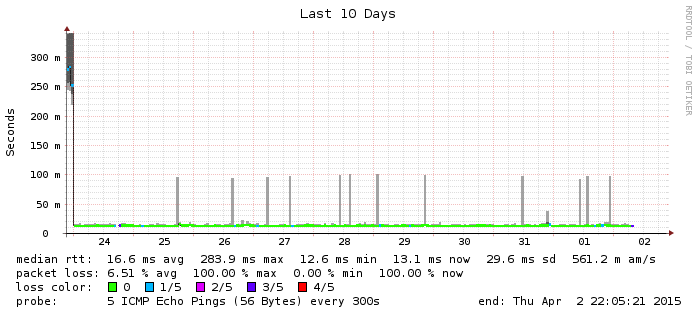 Last 10 Days
RRDTOOL / TOBI OETIKER
Seconds
300 m
250 m
200 m
150 m
100 m
50 m
0
24 25 26 27 28 29 30 31 01 02
median rtt: 16.6 ms avg 283.9 ms max 12.6 ms min 13.1 ms now 29.6 ms sd 561.2 m am/s
packet loss: 6.51 % avg 100.00 % max 0.00 % min 100.00 % now
loss color: 0 1/5 2/5 3/5 4/5
probe: 5 ICMP Echo Pings (56 Bytes) every 300s end: Thu Apr 2 22:05:21 2015